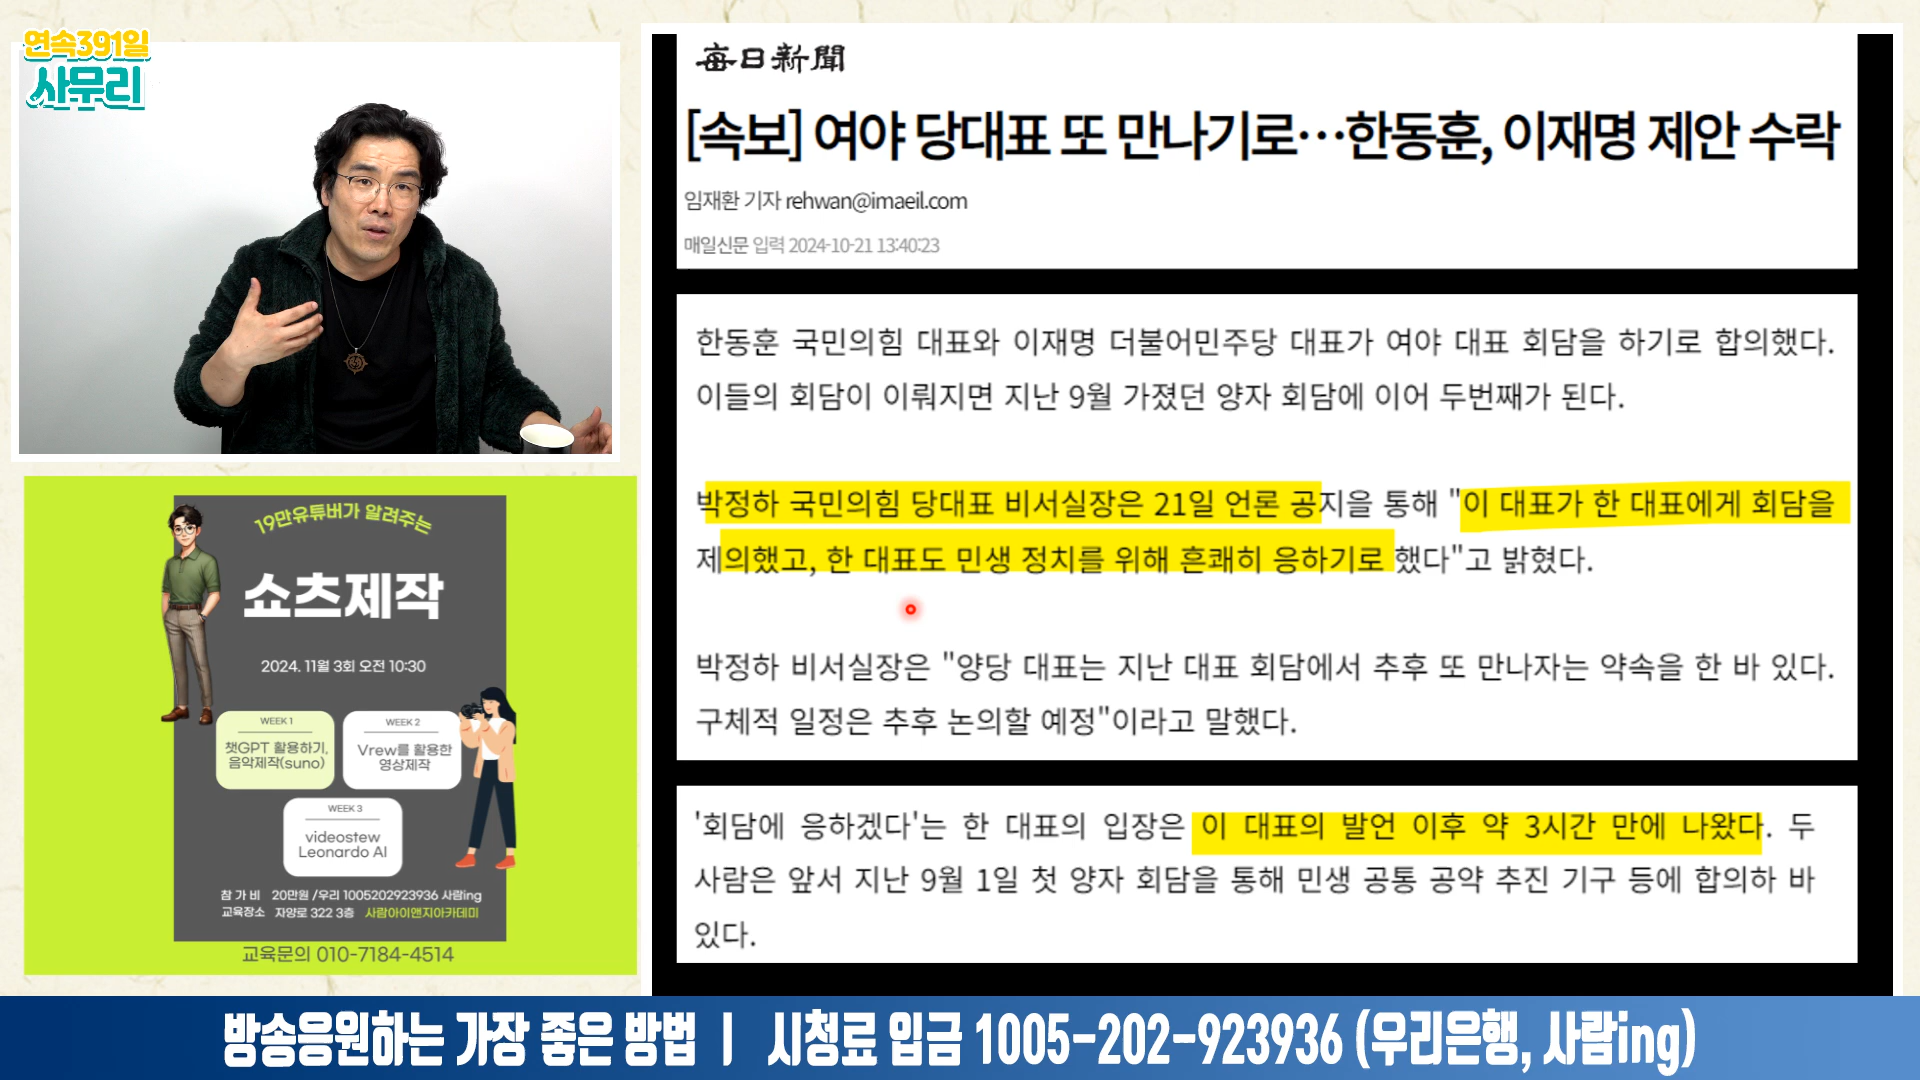 연속391일
사무리
每日新聞
[속보] 여야 당대표 또 만나기로…한동훈, 이재명 제안 수락
임재환 기자 rehwan@imaeil.com
매일신문 입력 2024-10-21 13:40:23
한동훈 국민의힘 대표와 이재명 더불어민주당 대표가 여야 대표 회담을 하기로 합의했다.
이들의 회담이 이뤄지면 지난 9월 가졌던 양자 회담에 이어 두번째가 된다.
박정하 국민의힘 당대표 비서실장은 21일 언론 공지을 통해 "이 대표가 한 대표에게 회담을
제의했고, 한 대표도 민생 정치를 위해 흔쾌히 응하기로 했다"고 밝혔다.
박정하 비서실장은 "양당 대표는 지난 대표 회담에서 추후 또 만나자는 약속을 한 바 있다.
구체적 일정은 추후 논의할 예정"이라고 말했다.
'회담에 응하겠다'는 한 대표의 입장은 이 대표의 발언 이후 약 3시간 만에 나왔다. 두
사람은 앞서 지난 9월 1일 첫 양자 회담을 통해 민생 공통 공약 추진 기구 등에 합의하 바
있다.
19만유튜버가 알려주는
쇼츠제작
2024. 11월 3회 오전 10:30
WEEK 1
챗GPT 활용하기,
음악제작(suno)
WEEK 2
Vrew를 활용한
영상제작
WEEK 3
videostew
Leonardo AI
참 가 비 20만원 /우리 1005202923936 사람ing
교육장소 자양로 322 3층 사람아이앤지아카데미
교육문의 010-7184-4514
방송응원하는 가장 좋은 방법 ㅣ 시청료 입금 1005-202-923936 (우리은행, 사람ing)